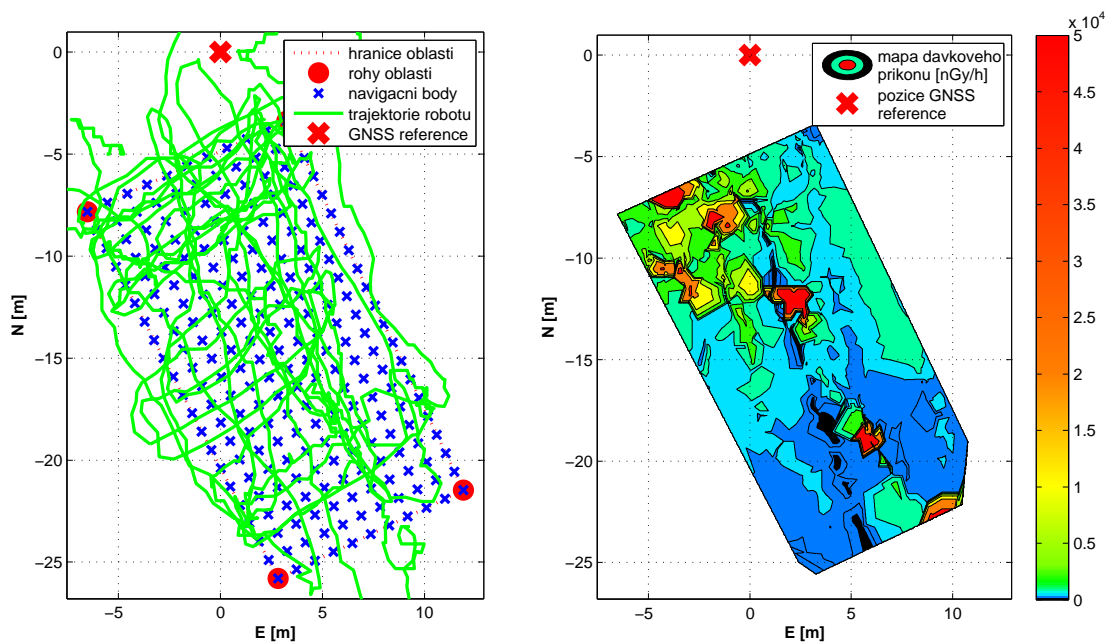 0
−5
−10
−15
−20
−25
−5
0
5
10
E [m]
N [m]
hranice oblasti
rohy oblasti
navigacni body
trajektorie robotu
GNSS reference
0
−5
−10
−15
−20
−25
−5
0
5
10
E [m]
N [m]
mapa davkoveho
prikonu [nGy/h]
pozice GNSS
reference
x 10⁴
5
4.5
4
3.5
3
2.5
2
1.5
1
0.5
0